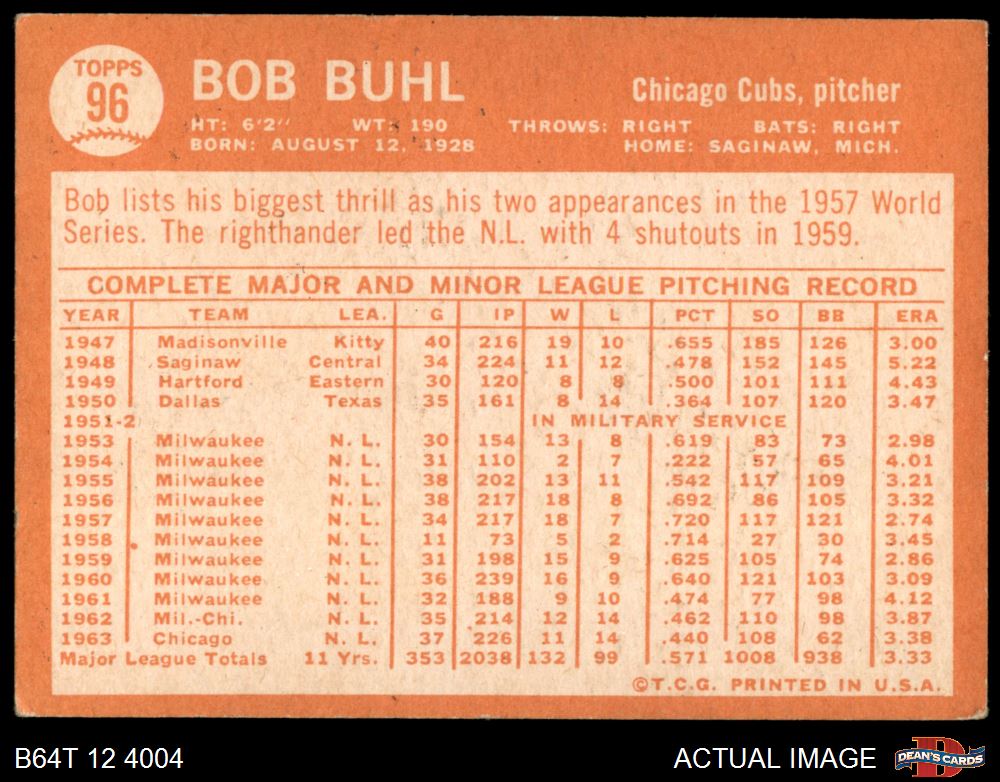 TOPPS
96
BOB BUHL
Chicago Cubs, pitcher
HT: 6'2" WT: 190 THROWS: RIGHT BATS: RIGHT
BORN: AUGUST 12, 1928 HOME: SAGINAW, MICH.
Bob lists his biggest thrill as his two appearances in the 1957 World
Series. The righthander led the N.L. with 4 shutouts in 1959.
COMPLETE MAJOR AND MINOR LEAGUE PITCHING RECORD
YEAR TEAM LEA. G IP W L PCT SO BB ERA
1947 Madisonville Kitty 40 216 19 10 .655 185 126 3.00
1948 Saginaw Central 34 224 11 12 .478 152 145 5.22
1949 Hartford Eastern 30 120 8 8 .500 101 111 4.43
1950 Dallas Texas 35 161 8 14 .364 107 120 3.47
1951-2 IN MILITARY SERVICE
1953 Milwaukee N. L. 30 154 13 8 .619 83 73 2.98
1954 Milwaukee N. L. 31 110 2 7 .222 57 65 4.01
1955 Milwaukee N. L. 38 202 13 11 .542 117 109 3.21
1956 Milwaukee N. L. 38 217 18 8 .692 86 105 3.32
1957 Milwaukee N. L. 34 217 18 7 .720 117 121 2.74
1958 Milwaukee N. L. 11 73 5 2 .714 27 30 3.45
1959 Milwaukee N. L. 31 198 15 9 .625 105 74 2.86
1960 Milwaukee N. L. 36 239 16 9 .640 121 103 3.09
1961 Milwaukee N. L. 32 188 9 10 .474 77 98 4.12
1962 Mil.-Chi. N. L. 35 214 12 14 .462 110 98 3.87
1963 Chicago N. L. 37 226 11 14 .440 108 62 3.38
Major League Totals 11 Yrs. 353 2038 132 99 .571 1008 938 3.33
©T.C.G. PRINTED IN U.S.A.
B64T 12 4004
ACTUAL IMAGE
D
DEAN'S CARDS